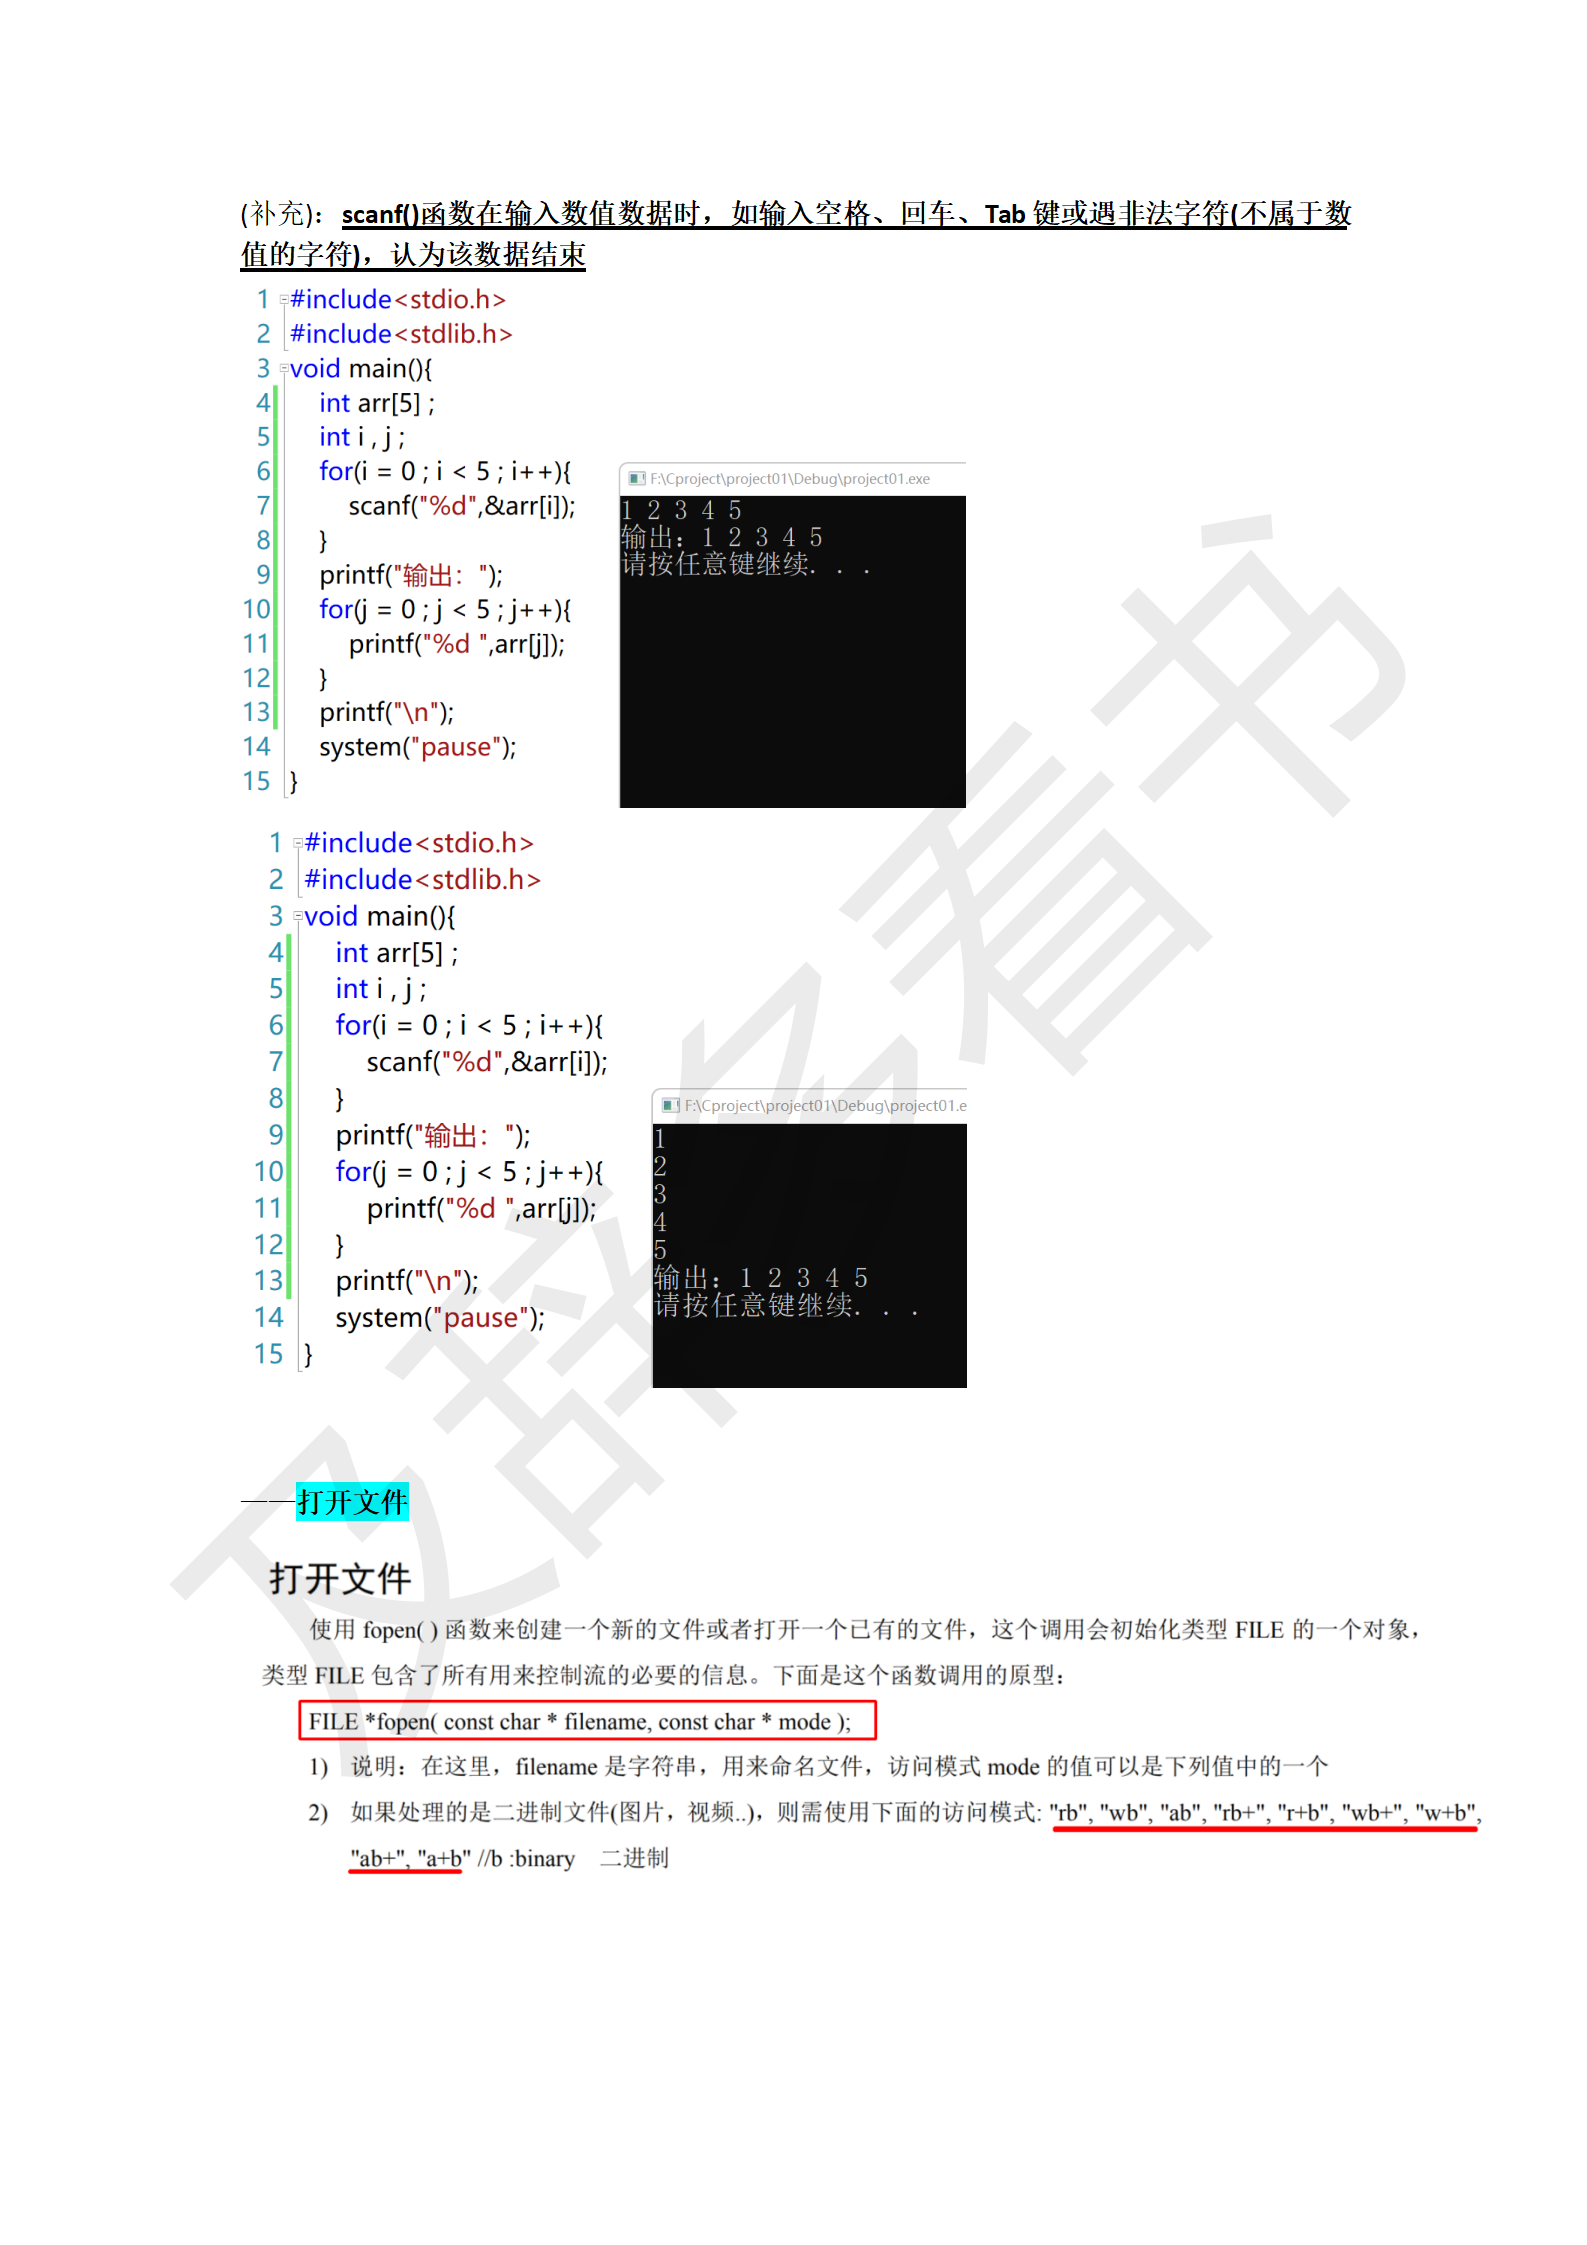 (补充)：scanf()函数在输入数值数据时，如输入空格、回车、Tab 键或遇非法字符(不属于数
值的字符)，认为该数据结束
1 #include<stdio.h>
2 #include<stdlib.h>
3 void main(){
4 int arr[5] ;
5 int i , j ;
6 for(i = 0 ; i < 5 ; i++){
7 scanf("%d",&arr[i]);
8 }
9 printf("输出：");
10 for(j = 0 ; j < 5 ; j++){
11 printf("%d ",arr[j]);
12 }
13 printf("\n");
14 system("pause");
15 }
F:\Cproject\project01\Debug\project01.exe
1 2 3 4 5
输出：1 2 3 4 5
请按任意键继续. . .
1 #include<stdio.h>
2 #include<stdlib.h>
3 void main(){
4 int arr[5] ;
5 int i , j ;
6 for(i = 0 ; i < 5 ; i++){
7 scanf("%d",&arr[i]);
8 }
9 printf("输出：");
10 for(j = 0 ; j < 5 ; j++){
11 printf("%d ",arr[j]);
12 }
13 printf("\n");
14 system("pause");
15 }
F:\Cproject\project01\Debug\project01.e
1
2
3
4
5
输出：1 2 3 4 5
请按任意键继续. . .
——打开文件
打开文件
使用 fopen( ) 函数来创建一个新的文件或者打开一个已有的文件，这个调用会初始化类型 FILE 的一个对象，
类型 FILE 包含了所有用来控制流的必要的信息。下面是这个函数调用的原型：
FILE *fopen( const char * filename, const char * mode );
1) 说明：在这里，filename 是字符串，用来命名文件，访问模式 mode 的值可以是下列值中的一个
2) 如果处理的是二进制文件(图片，视频..)，则需使用下面的访问模式: "rb", "wb", "ab", "rb+", "r+b", "wb+", "w+b",
"ab+", "a+b" //b :binary 二进制
及辞多看书